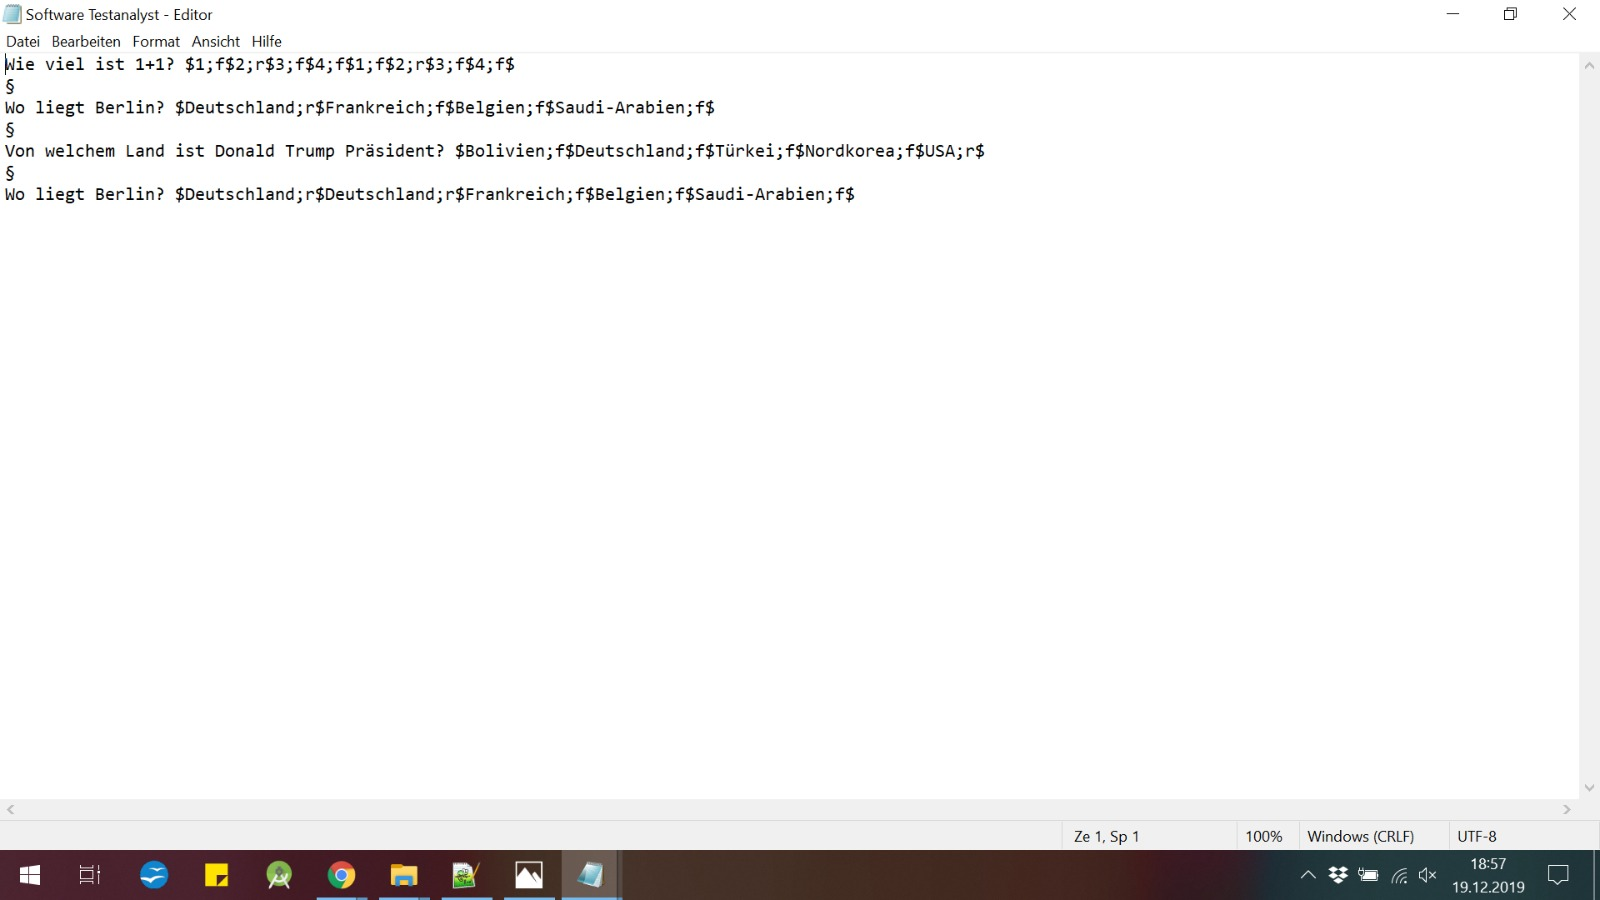 Software Testanalyst - Editor
Datei Bearbeiten Format Ansicht Hilfe
Wie viel ist 1+1? $1;f$2;r$3;f$4;f$1;f$2;r$3;f$4;f$
§
Wo liegt Berlin? $Deutschland;r$Frankreich;f$Belgien;f$Saudi-Arabien;f$
§
Von welchem Land ist Donald Trump Präsident? $Bolivien;f$Deutschland;f$Türkei;f$Nordkorea;f$USA;r$
§
Wo liegt Berlin? $Deutschland;r$Deutschland;r$Frankreich;f$Belgien;f$Saudi-Arabien;f$
Ze 1, Sp 1 100% Windows (CRLF) UTF-8
18:57
19.12.2019